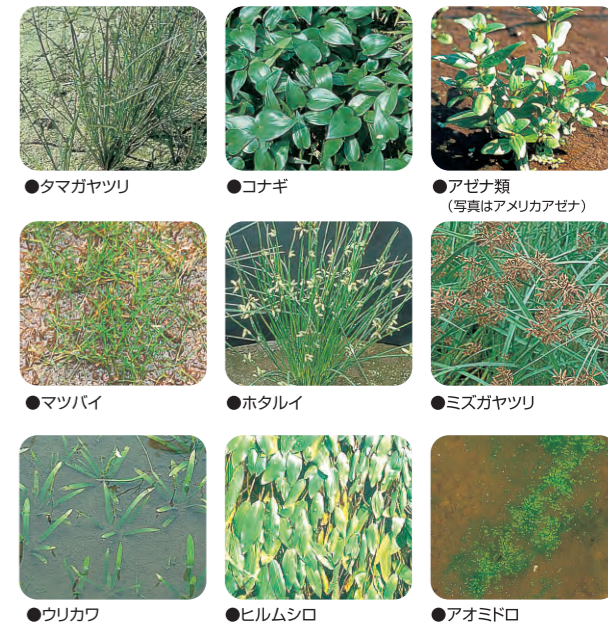 ●タマガヤツリ
●コナギ
●アゼナ類
(写真はアメリカアゼナ)
●マツバイ
●ホタルイ
●ミズガヤツリ
●ウリカワ
●ヒルムシロ
●アオミドロ